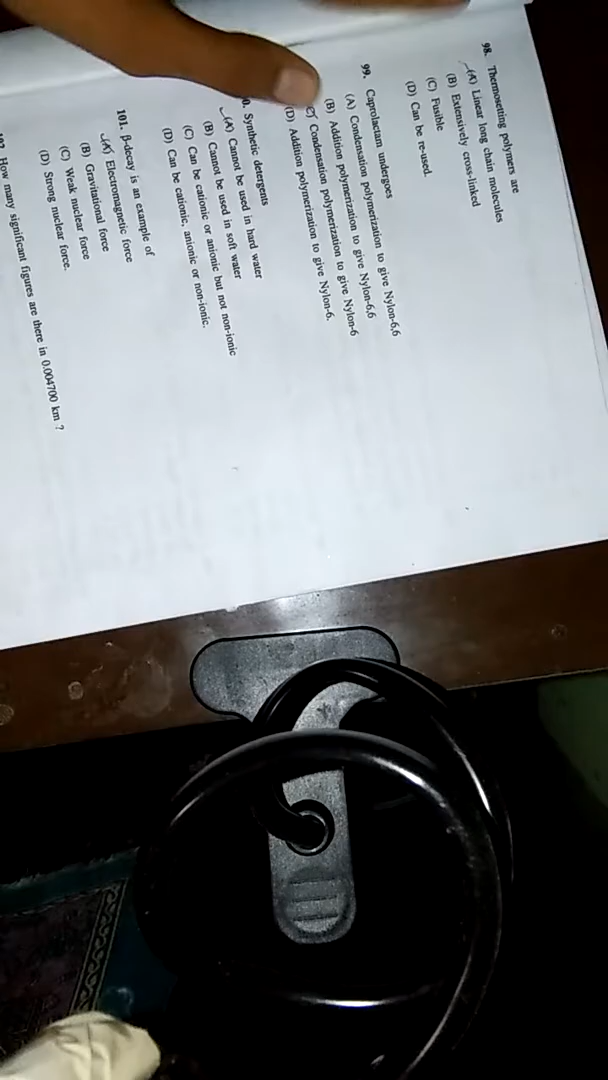 98. Thermosetting polymers are
(A) Linear long chain molecules
(B) Extensively cross-linked
(C) Fusible
(D) Can be re-used.
99. Caprolactam undergoes
(A) Condensation polymerization to give Nylon-6,6
(B) Addition polymerization to give Nylon-6,6
(C) Condensation polymerization to give Nylon-6
(D) Addition polymerization to give Nylon-6.
0. Synthetic detergents
(A) Cannot be used in hard water
(B) Cannot be used in soft water
(C) Can be cationic or anionic but not non-ionic
(D) Can be cationic, anionic or non-ionic.
101. β-decay is an example of
(A) Electromagnetic force
(B) Gravitational force
(C) Weak nuclear force
(D) Strong nuclear force.
102. How many significant figures are there in 0.004700 km ?